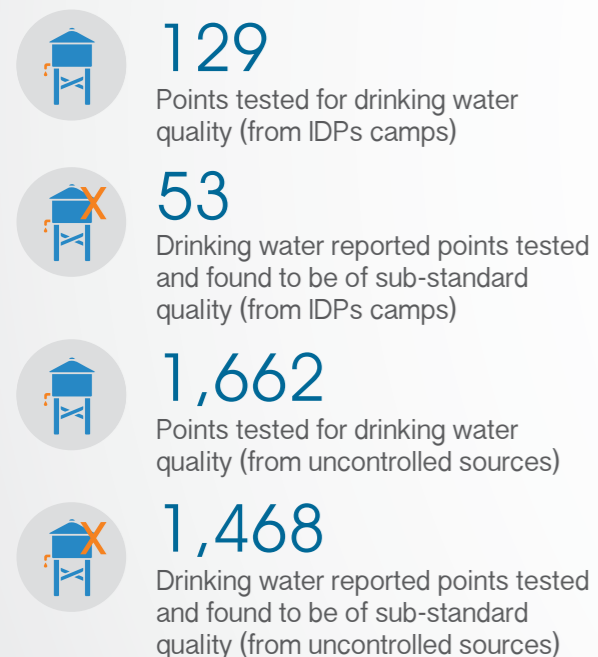 129
Points tested for drinking water
quality (from IDPs camps)
53
Drinking water reported points tested
and found to be of sub-standard
quality (from IDPs camps)
1,662
Points tested for drinking water
quality (from uncontrolled sources)
1,468
Drinking water reported points tested
and found to be of sub-standard
quality (from uncontrolled sources)